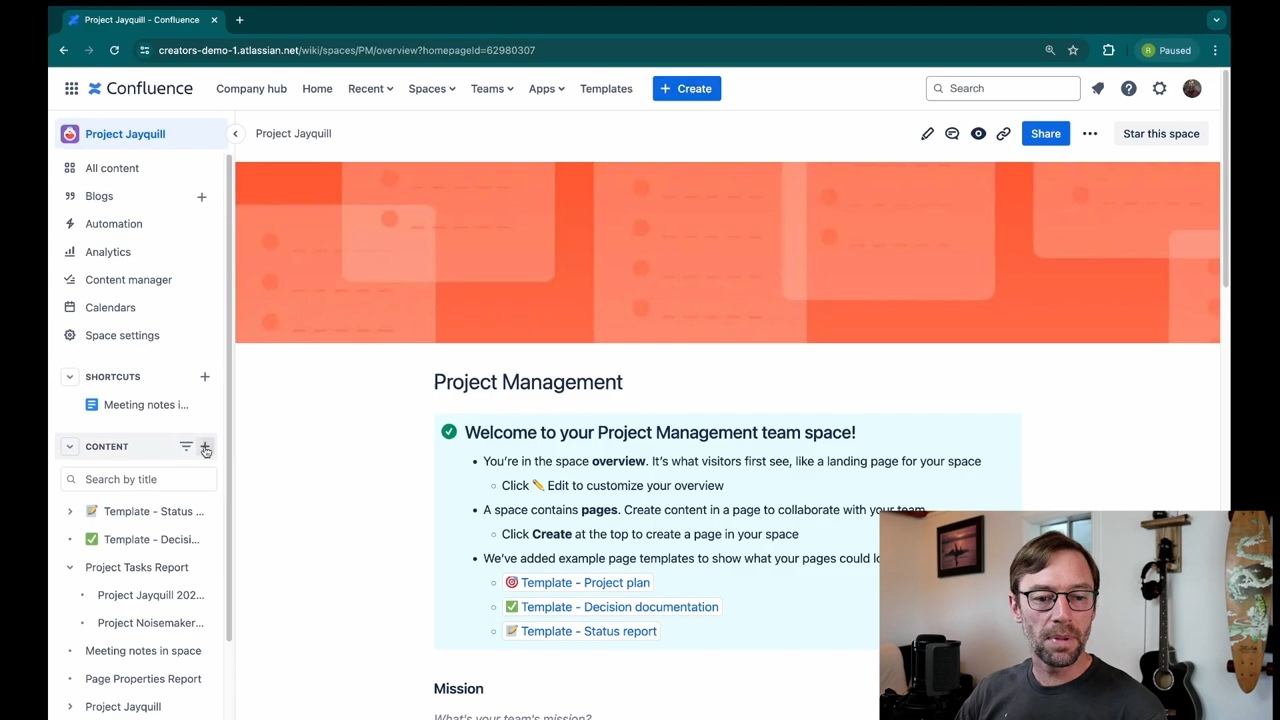 Project Jayquill - Confluence
creators-demo-1.atlassian.net/wiki/spaces/PM/overview?homepageId=62980307
R Paused
Confluence Company hub Home Recent Spaces Teams Apps Templates + Create Search
Project Jayquill
Project Jayquill Share Star this space
All content
Blogs
Automation
Analytics
Content manager
Calendars
Space settings
SHORTCUTS
Meeting notes i...
CONTENT
Search by title
Template - Status ...
Template - Decisi...
Project Tasks Report
Project Jayquill 202...
Project Noisemaker...
Meeting notes in space
Page Properties Report
Project Jayquill
Project Management
Welcome to your Project Management team space!
• You're in the space overview. It's what visitors first see, like a landing page for your space
Click ✏️ Edit to customize your overview
• A space contains pages. Create content in a page to collaborate with your team
Click Create at the top to create a page in your space
• We've added example page templates to show what your pages could
Template - Project plan
Template - Decision documentation
Template - Status report
Mission
What's your team's mission?